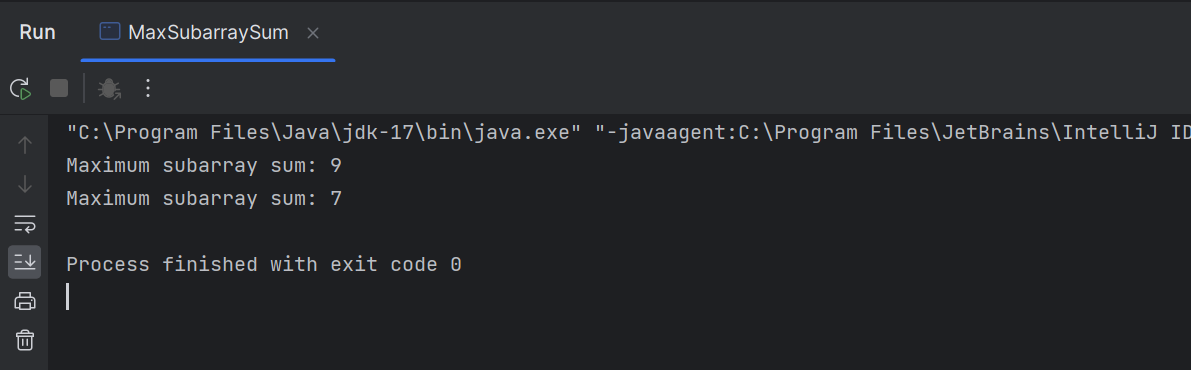 Run MaxSubarraySum
"C:\Program Files\Java\jdk-17\bin\java.exe" "-javaagent:C:\Program Files\JetBrains\IntelliJ ID
Maximum subarray sum: 9
Maximum subarray sum: 7
Process finished with exit code 0